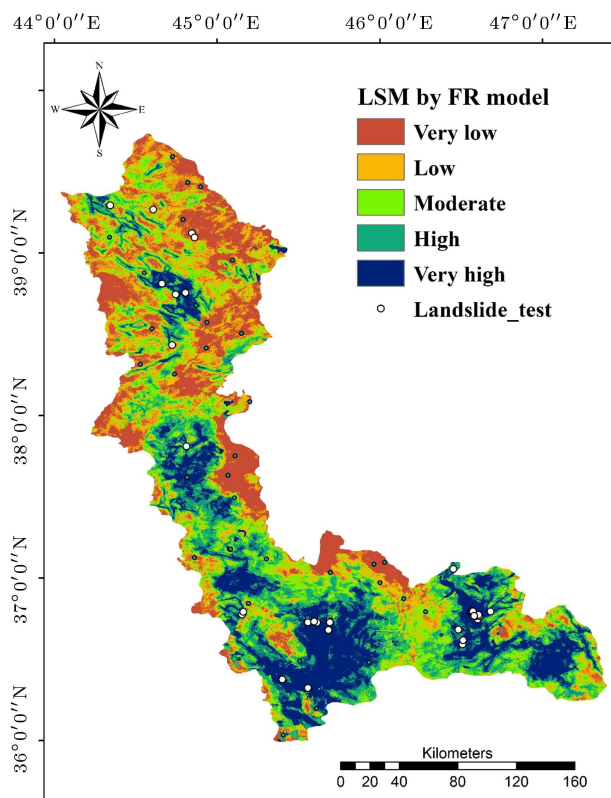 44°0′0″E 45°0′0″E 46°0′0″E 47°0′0″E
N
W E
S
LSM by FR model
Very low
Low
Moderate
High
Very high
Landslide_test
39°0′0″N
38°0′0″N
37°0′0″N
36°0′0″N
Kilometers
0 10 20 40 80 120 160